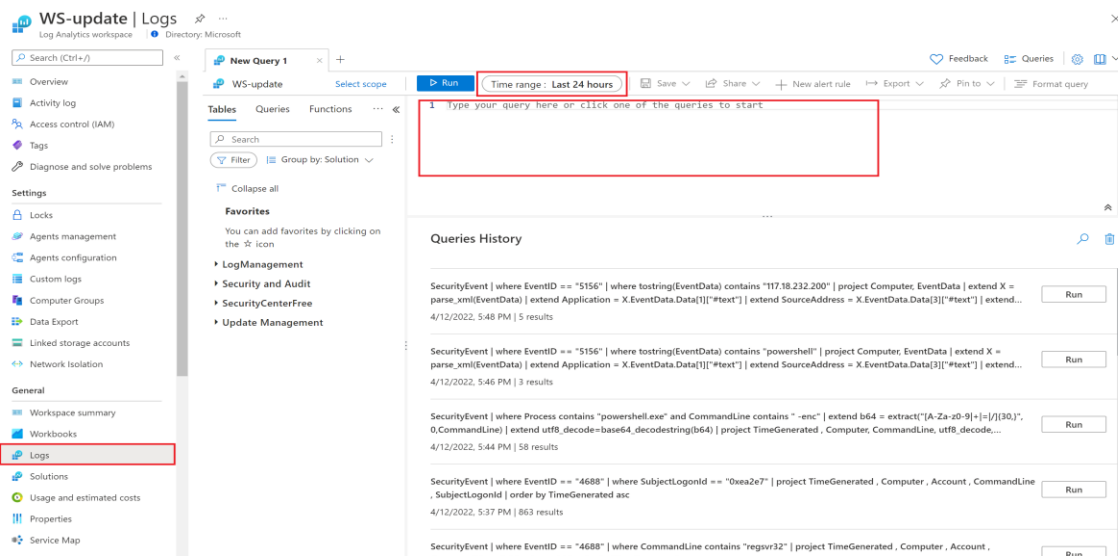 WS-update | Logs
Log Analytics workspace
Directory: Microsoft
Search (Ctrl+/)
Overview
Activity log
Access control (IAM)
Tags
Diagnose and solve problems
Settings
Locks
Agents management
Agents configuration
Custom logs
Computer Groups
Data Export
Linked storage accounts
Network Isolation
General
Workspace summary
Workbooks
Logs
Solutions
Usage and estimated costs
Properties
Service Map
New Query 1
Feedback
Queries
WS-update
Select scope
Run
Time range : Last 24 hours
Save
Share
New alert rule
Export
Pin to
Format query
Tables Queries Functions
Search
Filter
Group by: Solution
Collapse all
Favorites
You can add favorites by clicking on
the ☆ icon
LogManagement
Security and Audit
SecurityCenterFree
Update Management
1 Type your query here or click one of the queries to start
Queries History
SecurityEvent | where EventID == "5156" | where tostring(EventData) contains "117.18.232.200" | project Computer, EventData | extend X =
parse_xml(EventData) | extend Application = X.EventData.Data[1]["#text"] | extend SourceAddress = X.EventData.Data[3]["#text"] | extend...
4/12/2022, 5:48 PM | 5 results
Run
SecurityEvent | where EventID == "5156" | where tostring(EventData) contains "powershell" | project Computer, EventData | extend X =
parse_xml(EventData) | extend Application = X.EventData.Data[1]["#text"] | extend SourceAddress = X.EventData.Data[3]["#text"] | extend...
4/12/2022, 5:46 PM | 3 results
Run
SecurityEvent | where Process contains "powershell.exe" and CommandLine contains " -enc" | extend b64 = extract("[A-Za-z0-9|+|=|/]{30,}",
0,CommandLine) | extend utf8_decode=base64_decodestring(b64) | project TimeGenerated , Computer, CommandLine, utf8_decode,...
4/12/2022, 5:44 PM | 58 results
Run
SecurityEvent | where EventID == "4688" | where SubjectLogonId == "0xea2e7" | project TimeGenerated , Computer , Account , CommandLine
, SubjectLogonId | order by TimeGenerated asc
4/12/2022, 5:37 PM | 863 results
Run
SecurityEvent | where EventID == "4688" | where CommandLine contains "regsvr32" | project TimeGenerated , Computer , Account ,
Run